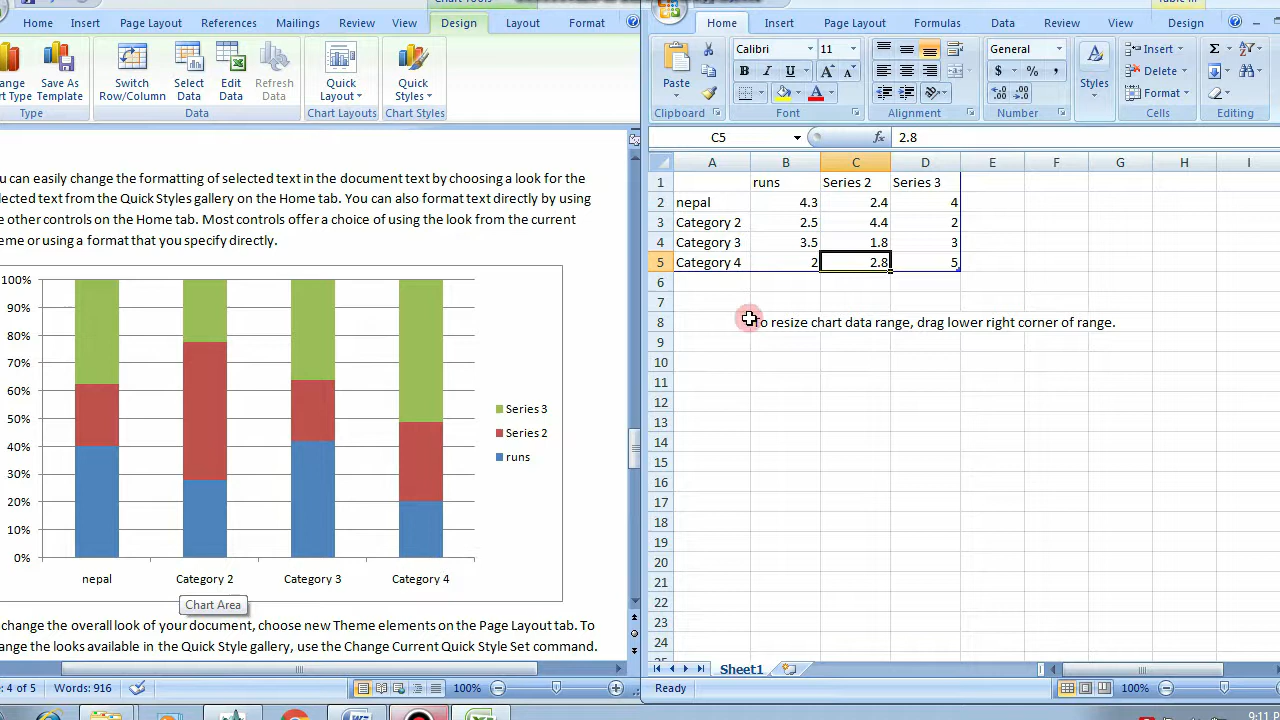 Home Insert Page Layout References Mailings Review View Design Layout Format
Switch Row/Column
Select Data
Edit Data
Refresh Data
Quick Layout
Quick Styles
Save As Template
Type Data Chart Layouts Chart Styles
elements on the Page Layout tab. To
can easily change the formatting of selected text in the document text by choosing a look for the
text from the Quick Styles gallery on the Home tab. You can also format text directly by using
other controls on the Home tab. Most controls offer a choice of using the look from the current
or using a format that you specify directly.
100%
90%
80%
70%
60%
50%
40%
30%
20%
10%
0%
Series 3
Series 2
runs
nepal Category 2 Category 3 Category 4
Chart Area
change the overall look of your document, choose new Theme elements on the Page Layout tab. To
the looks available in the Quick Style gallery, use the Change Current Quick Style Set command.
4 of 5 Words: 916 100%
Home Insert Page Layout Formulas Data Review View Design
Paste
Calibri 11
B I U A A
General
$ % ,
Styles
Insert
Delete
Format
Σ
Clipboard Font Alignment Number Cells Editing
C5 fx 2.8
A B C D E F G H I
1 runs Series 2 Series 3
2 nepal 4.3 2.4 4
3 Category 2 2.5 4.4 2
4 Category 3 3.5 1.8 3
5 Category 4 2 2.8 5
6
7
8 To resize chart data range, drag lower right corner of range.
9
10
11
12
13
14
15
16
17
18
19
20
21
22
23
24
Sheet1
Ready 100%
9:11 PM